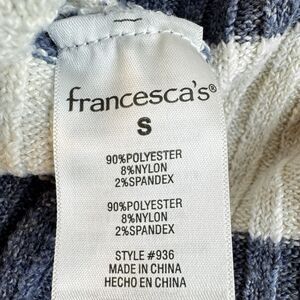 francesca's®
S
90%POLYESTER
8%NYLON
2%SPANDEX
90%POLYESTER
8%NYLON
2%SPANDEX
STYLE #936
MADE IN CHINA
HECHO EN CHINA